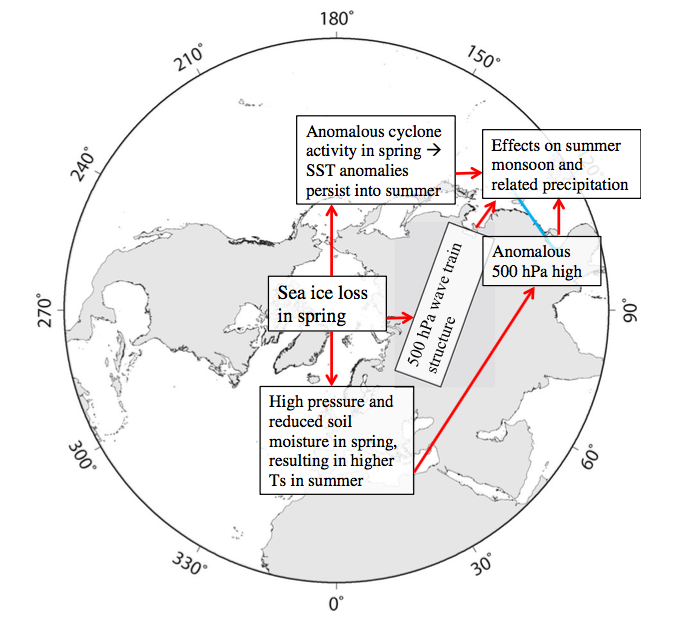 180°
210°
150°
240°
Anomalous cyclone
activity in spring →
SST anomalies
persist into summer
Effects on summer
monsoon and
related precipitation
Anomalous
500 hPa high
500 hPa wave train
structure
Sea ice loss
in spring
270°
90°
High pressure and
reduced soil
moisture in spring,
resulting in higher
Ts in summer
300°
60°
330°
30°
0°